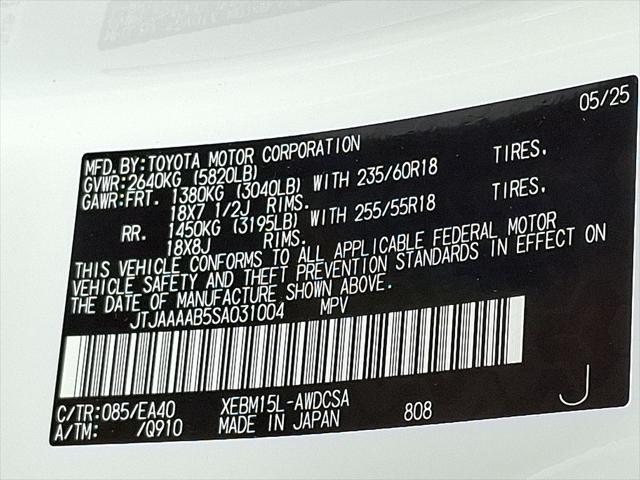 05/25
MFD.BY:TOYOTA MOTOR CORPORATION
GVWR:2640KG (5820LB)
GAWR:FRT. 1380KG (3040LB) WITH 235/60R18 TIRES.
18X7 1/2J RIMS.
RR. 1450KG (3195LB) WITH 255/55R18 TIRES.
18X8J RIMS.
THIS VEHICLE CONFORMS TO ALL APPLICABLE FEDERAL MOTOR
VEHICLE SAFETY AND THEFT PREVENTION STANDARDS IN EFFECT ON
THE DATE OF MANUFACTURE SHOWN ABOVE.
JTJAAAAB5SA031004 MPV
C/TR:085/EA40 XEBM15L-AWDCSA 808 J
A/TM: /Q910 MADE IN JAPAN